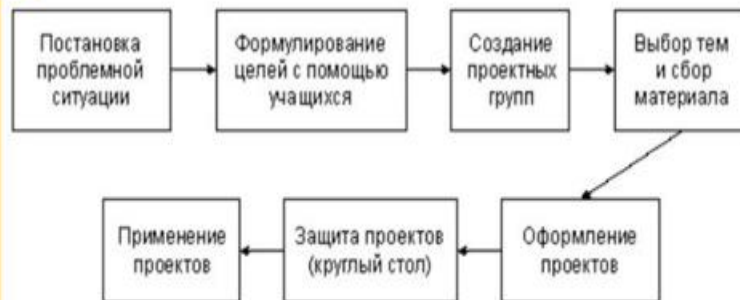 Постановка
проблемной
ситуации
Формулирование
целей с помощью
учащихся
Создание
проектных
групп
Выбор тем
и сбор
материала
Применение
проектов
Защита проектов
(круглый стол)
Оформление
проектов